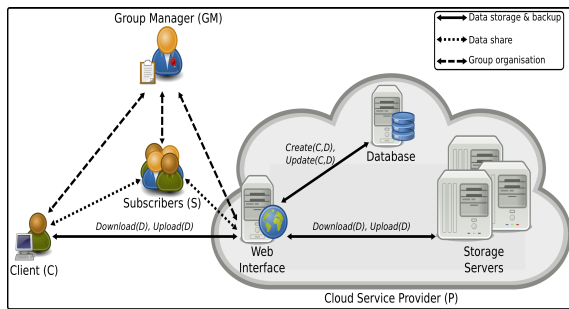 Group Manager (GM)
Data storage & backup
Data share
Group organisation
Create(C,D),
Update(C,D)
Database
Subscribers (S)
Download(D), Upload(D)
Download(D), Upload(D)
Client (C)
Web
Interface
Storage
Servers
Cloud Service Provider (P)